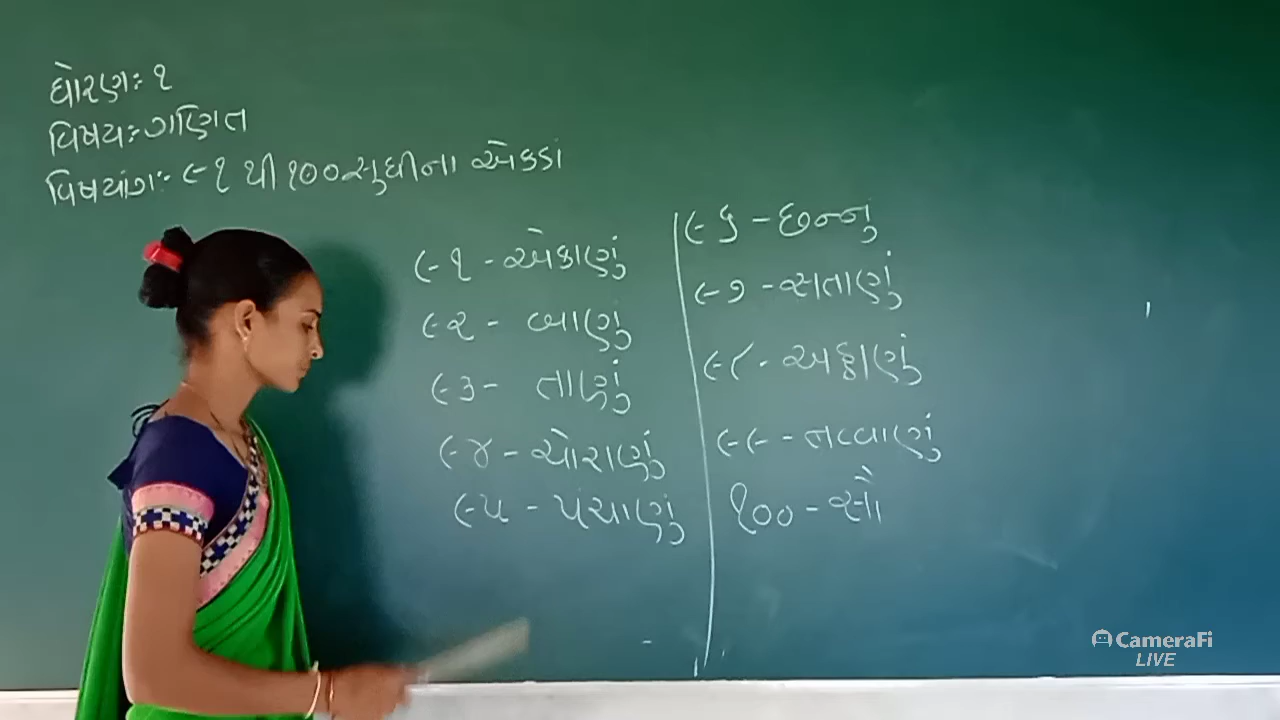 ધોરણઃ ૧
વિષયઃ ગણિત
વિષયાંગઃ- ૯૧ થી ૧૦૦ સુધીના એકડાં
૯૧ - એકાણું
૯૨ - બાણું
૯૩ - તાણું
૯૪ - ચોરાણું
૯૫ - પંચાણું
૯૬ - છન્નુ
૯૭ - સતાણું
૯૮ - અઠ્ઠાણું
૯૯ - નવ્વાણું
૧૦૦ - સૌ
CameraFi
LIVE